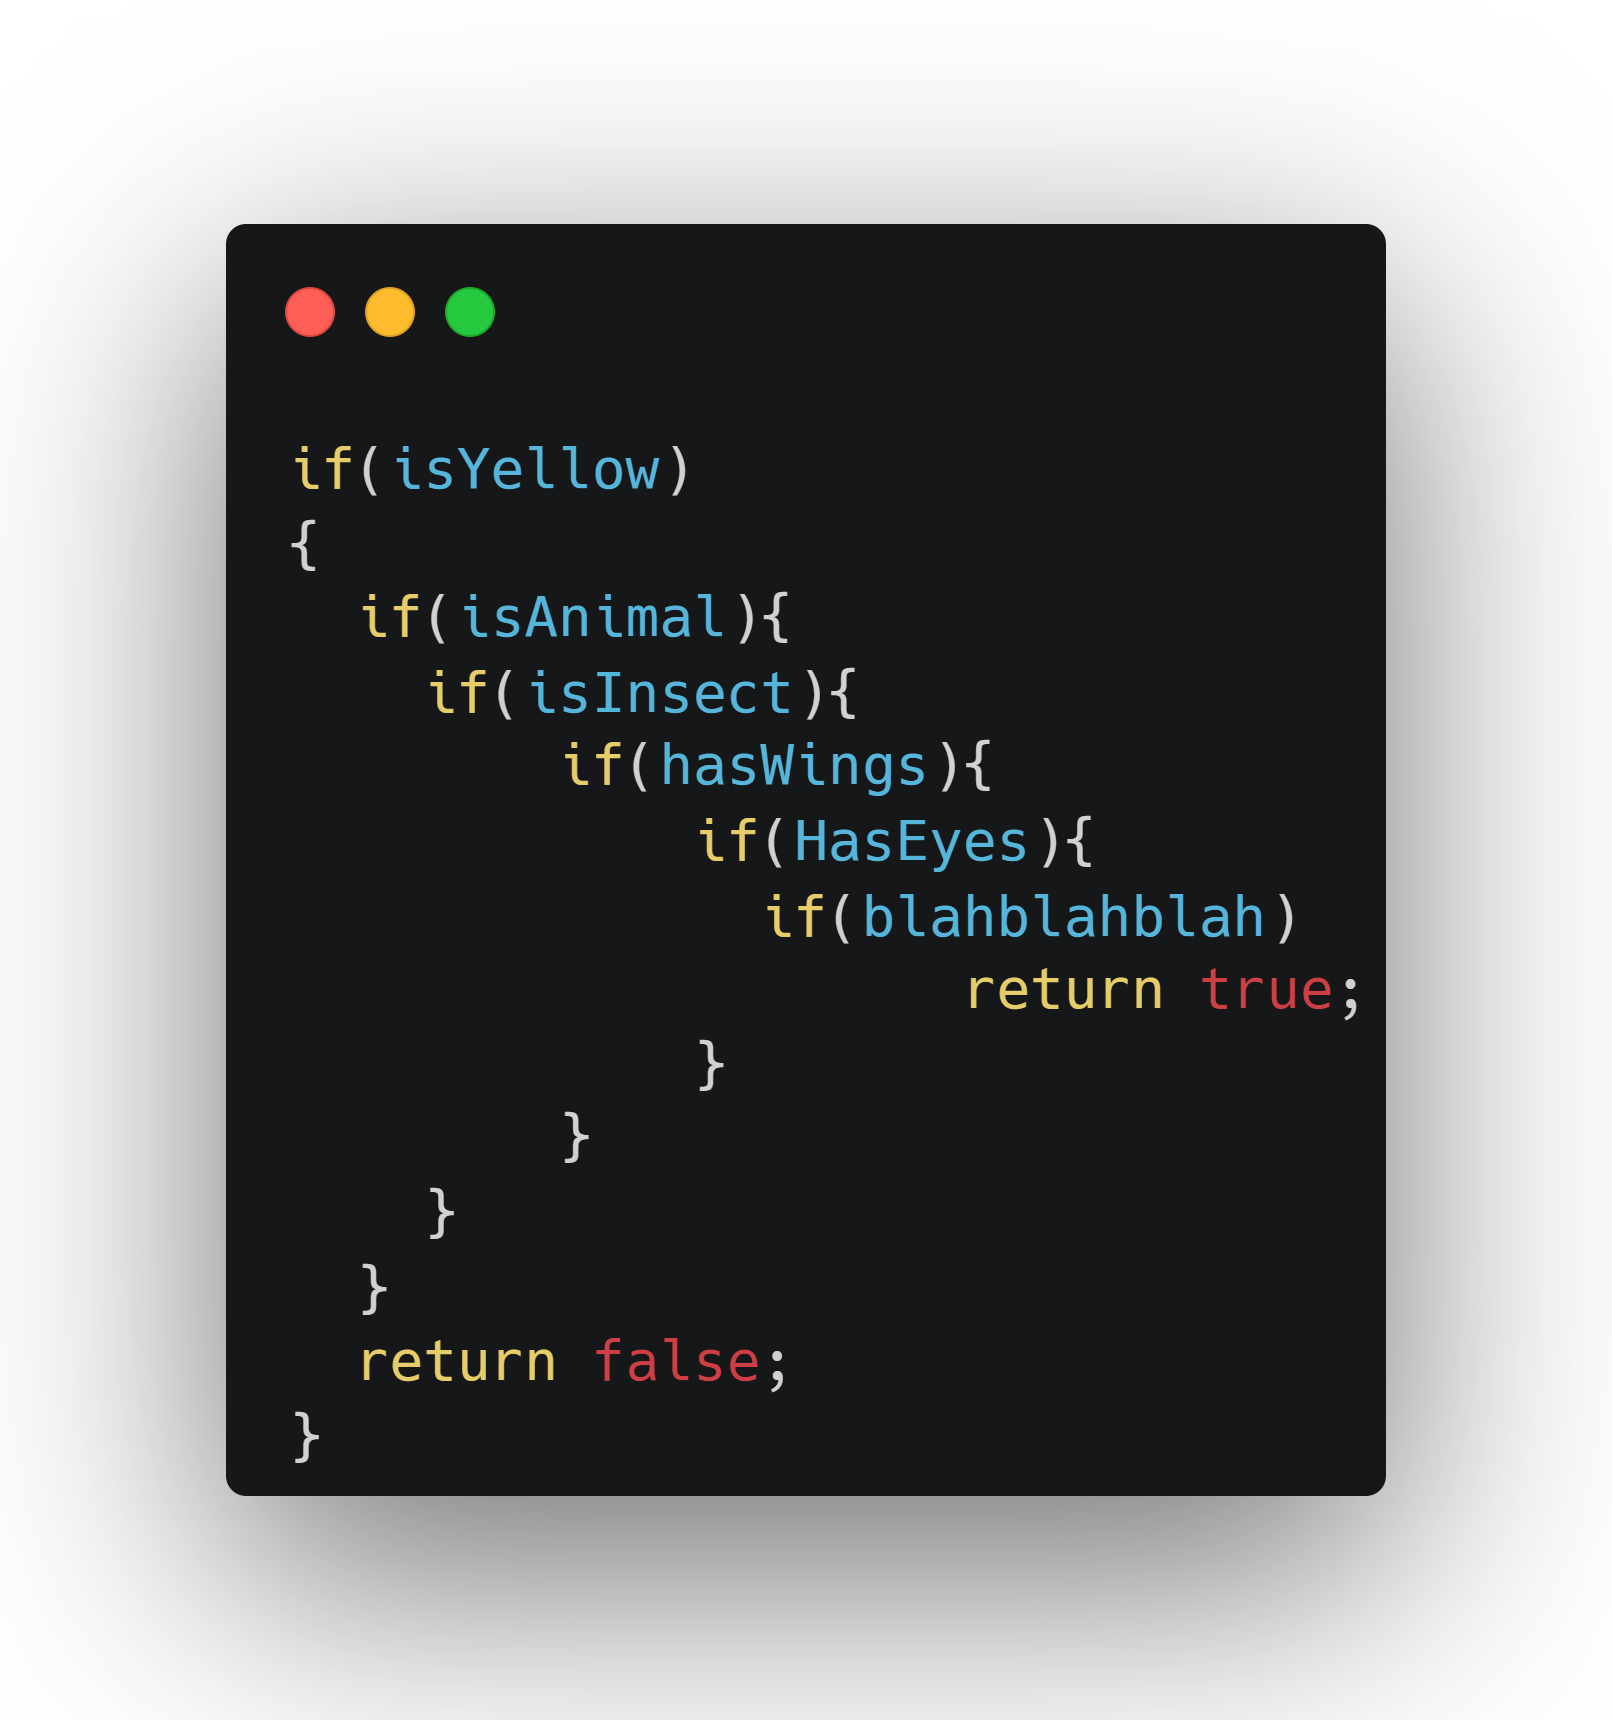 if(isYellow)
{
  if(isAnimal){
    if(isInsect){
        if(hasWings){
            if(HasEyes){
              if(blahblahblah)
                    return true;
            }
        }
    }
  }
  return false;
}